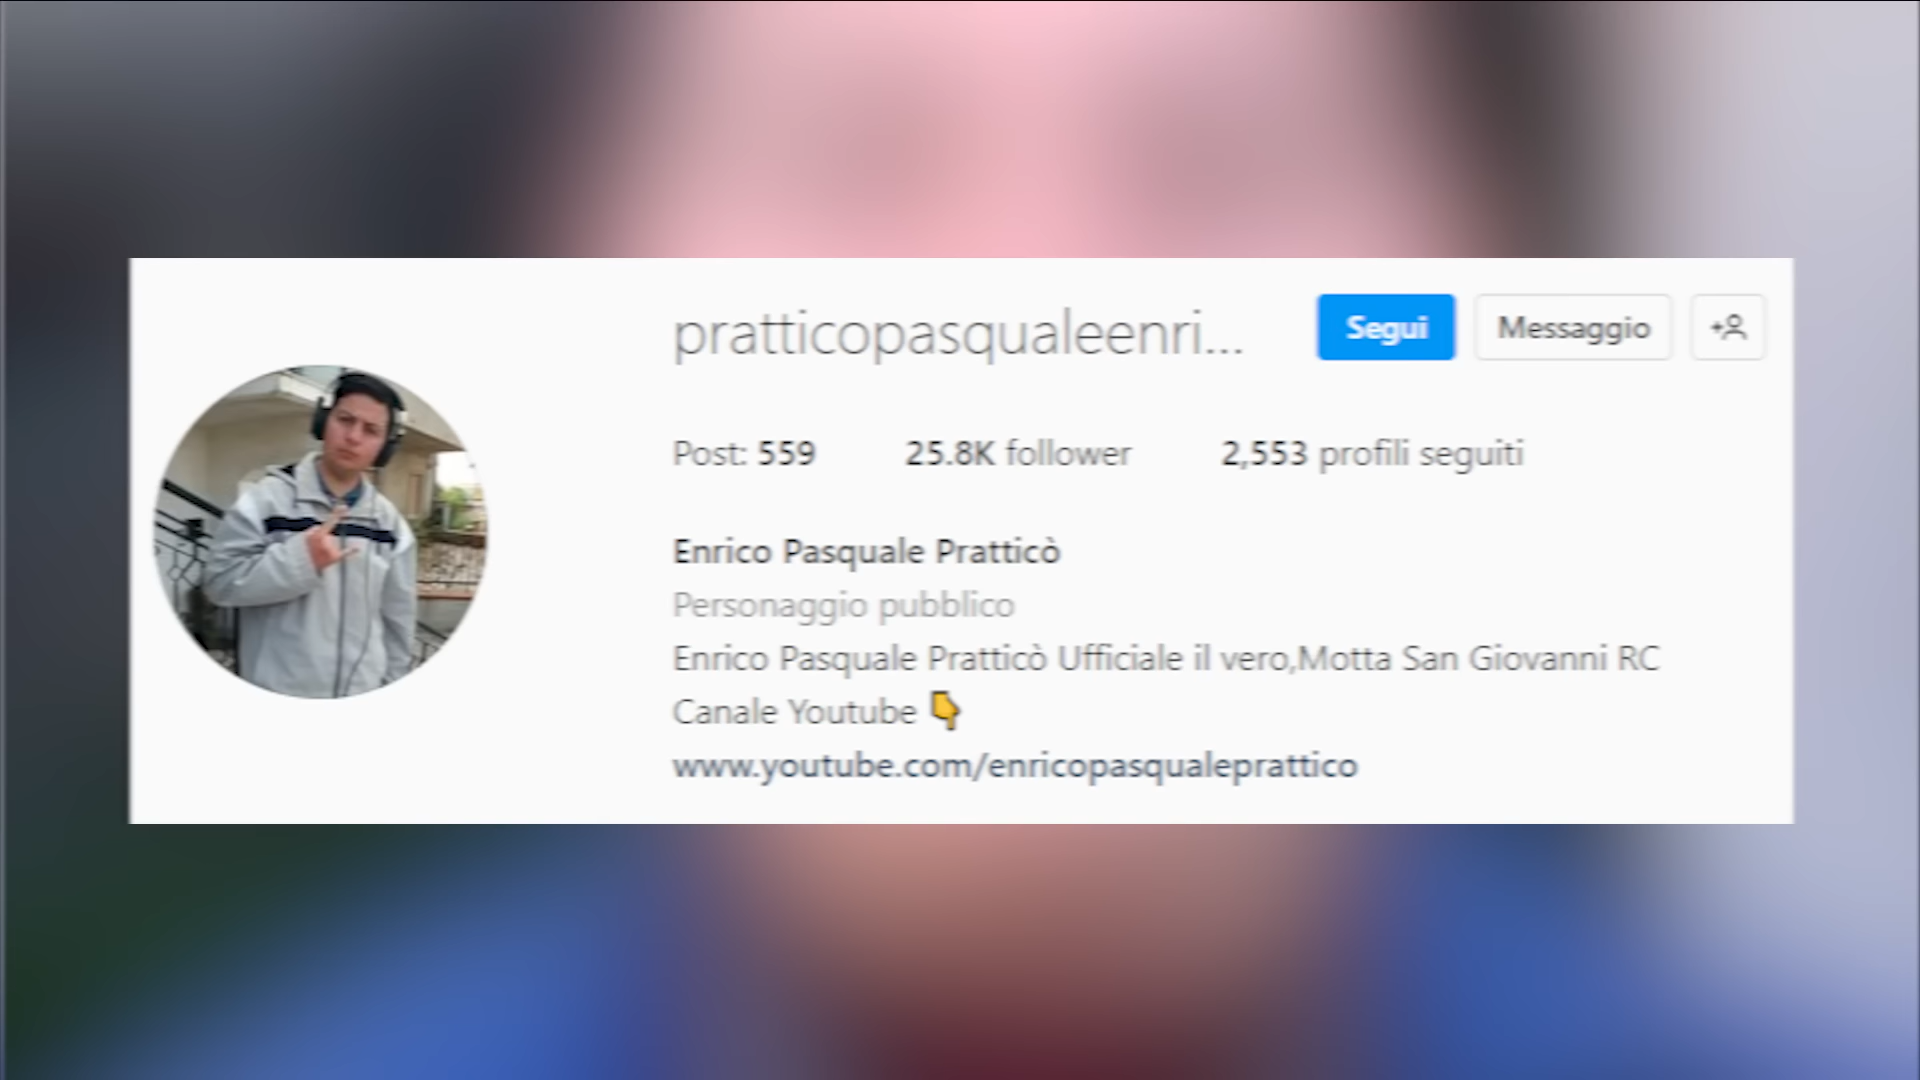 pratticopasqualeenri...
Segui
Messaggio
Post: 559
25.8K follower
2,553 profili seguiti
Enrico Pasquale Pratticò
Personaggio pubblico
Enrico Pasquale Pratticò Ufficiale il vero,Motta San Giovanni RC
Canale Youtube 👇
www.youtube.com/enricopasqualeprattico